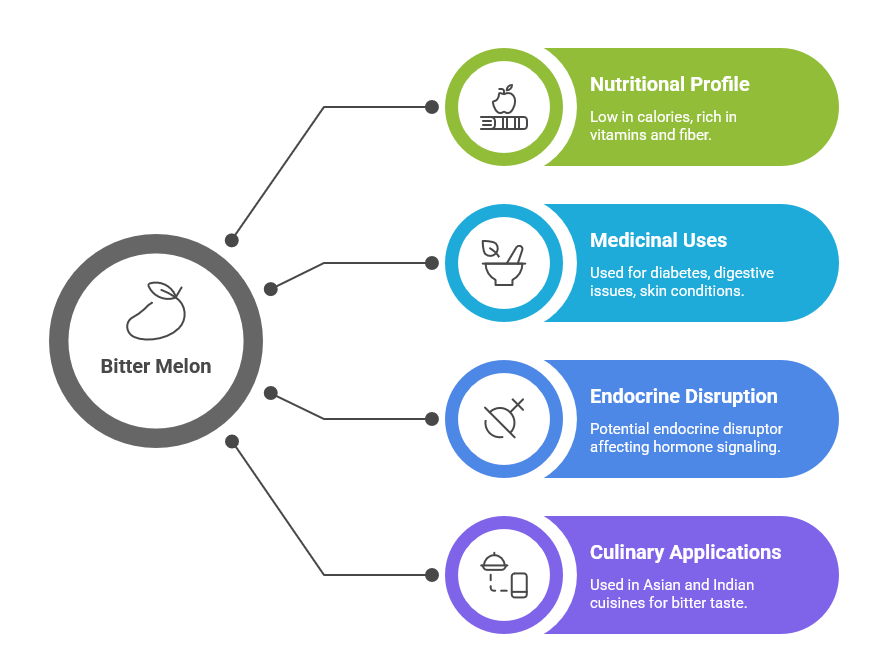 Bitter Melon
Nutritional Profile
Low in calories, rich in
vitamins and fiber.
Medicinal Uses
Used for diabetes, digestive
issues, skin conditions.
Endocrine Disruption
Potential endocrine disruptor
affecting hormone signaling.
Culinary Applications
Used in Asian and Indian
cuisines for bitter taste.